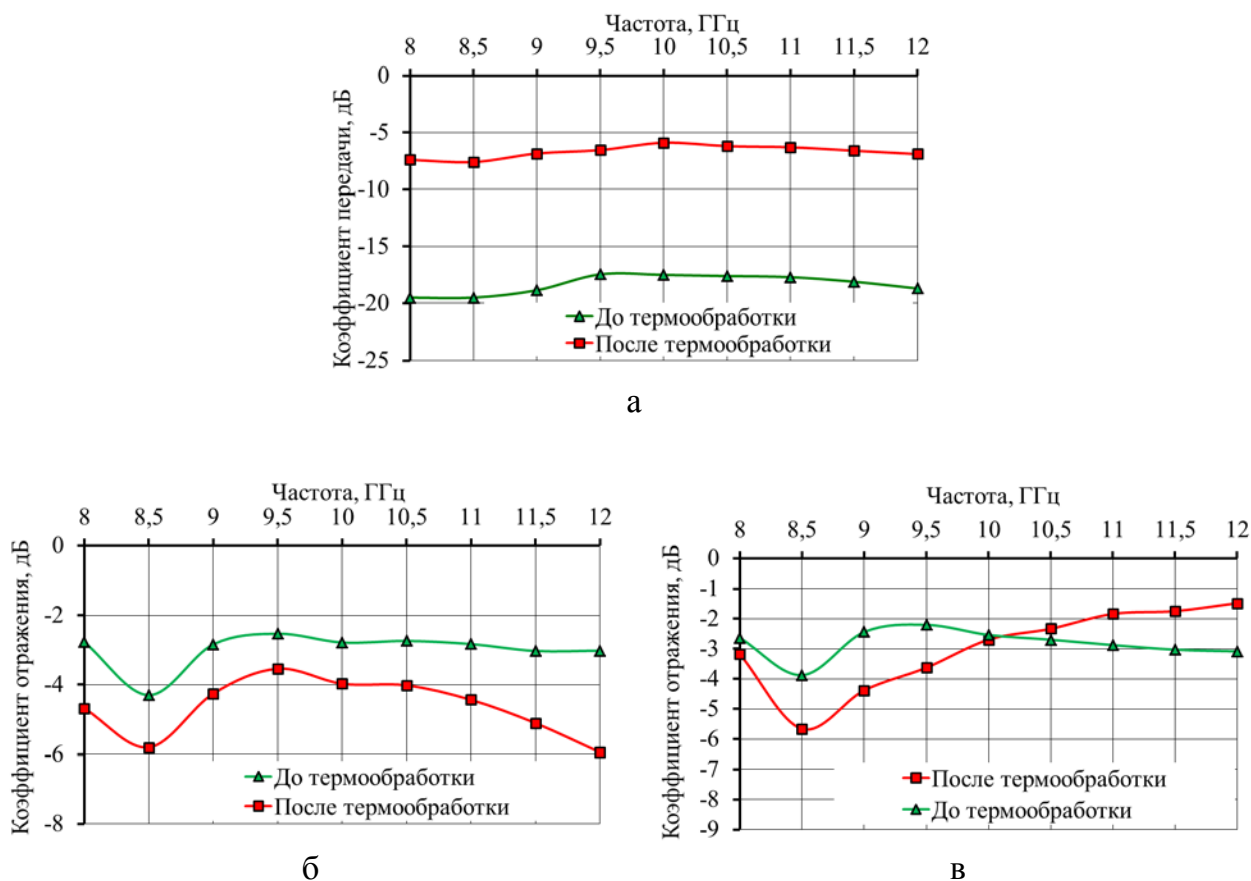 Частота, ГГц
8 8,5 9 9,5 10 10,5 11 11,5 12
Коэффициент передачи, дБ
0
-5
-10
-15
-20
-25
До термообработки
После термообработки
а
Частота, ГГц
8 8,5 9 9,5 10 10,5 11 11,5 12
Коэффициент отражения, дБ
0
-2
-4
-6
-8
До термообработки
После термообработки
б
Частота, ГГц
8 8,5 9 9,5 10 10,5 11 11,5 12
Коэффициент отражения, дБ
0
-1
-2
-3
-4
-5
-6
-7
-8
-9
После термообработки
До термообработки
в